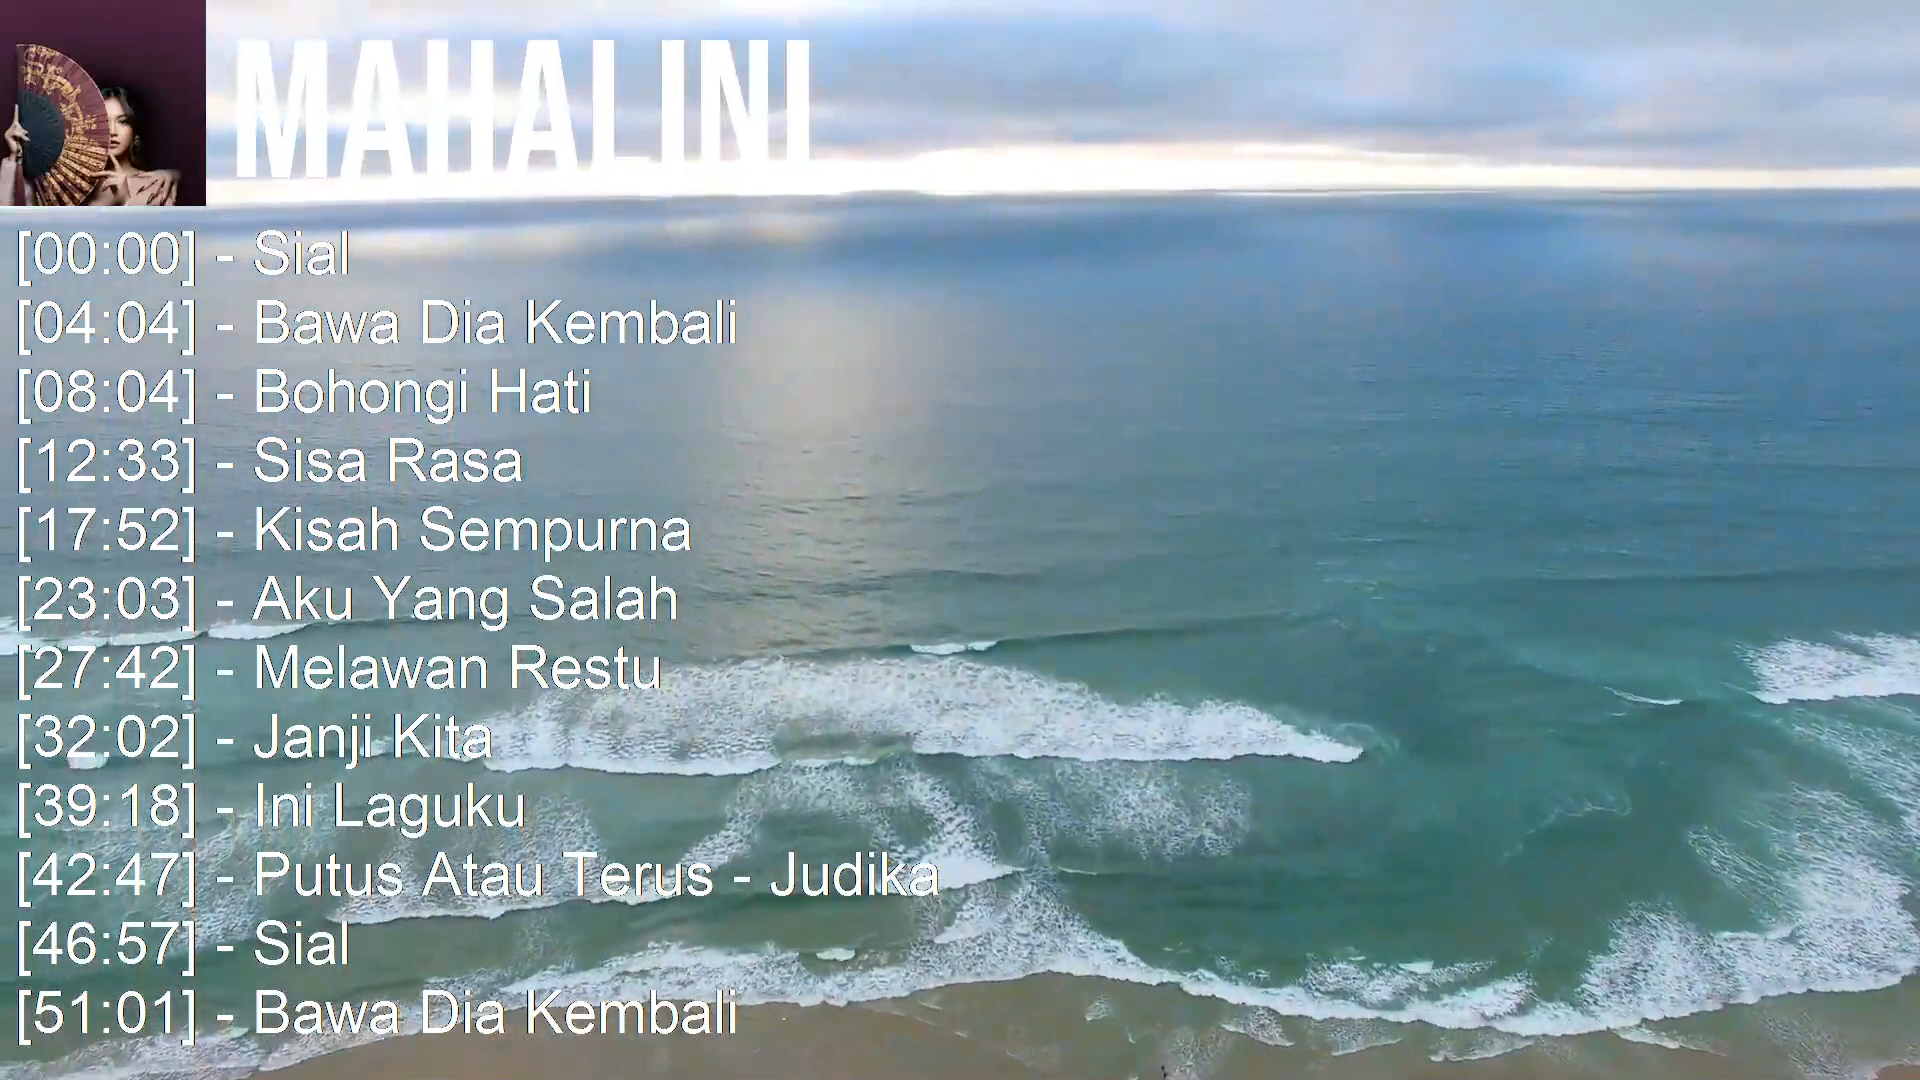 MAHALINI
[00:00] - Sial
[04:04] - Bawa Dia Kembali
[08:04] - Bohongi Hati
[12:33] - Sisa Rasa
[17:52] - Kisah Sempurna
[23:03] - Aku Yang Salah
[27:42] - Melawan Restu
[32:02] - Janji Kita
[39:18] - Ini Laguku
[42:47] - Putus Atau Terus - Judika
[46:57] - Sial
[51:01] - Bawa Dia Kembali